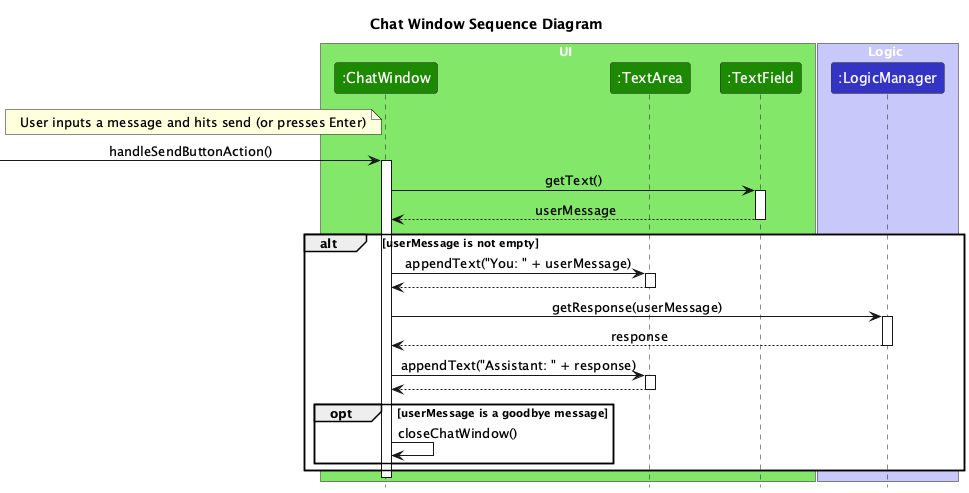 Chat Window Sequence Diagram
UI
Logic
:ChatWindow
:TextArea
:TextField
:LogicManager
User inputs a message and hits send (or presses Enter)
handleSendButtonAction()
getText()
userMessage
alt
[userMessage is not empty]
appendText("You: " + userMessage)
getResponse(userMessage)
response
appendText("Assistant: " + response)
opt
[userMessage is a goodbye message]
closeChatWindow()